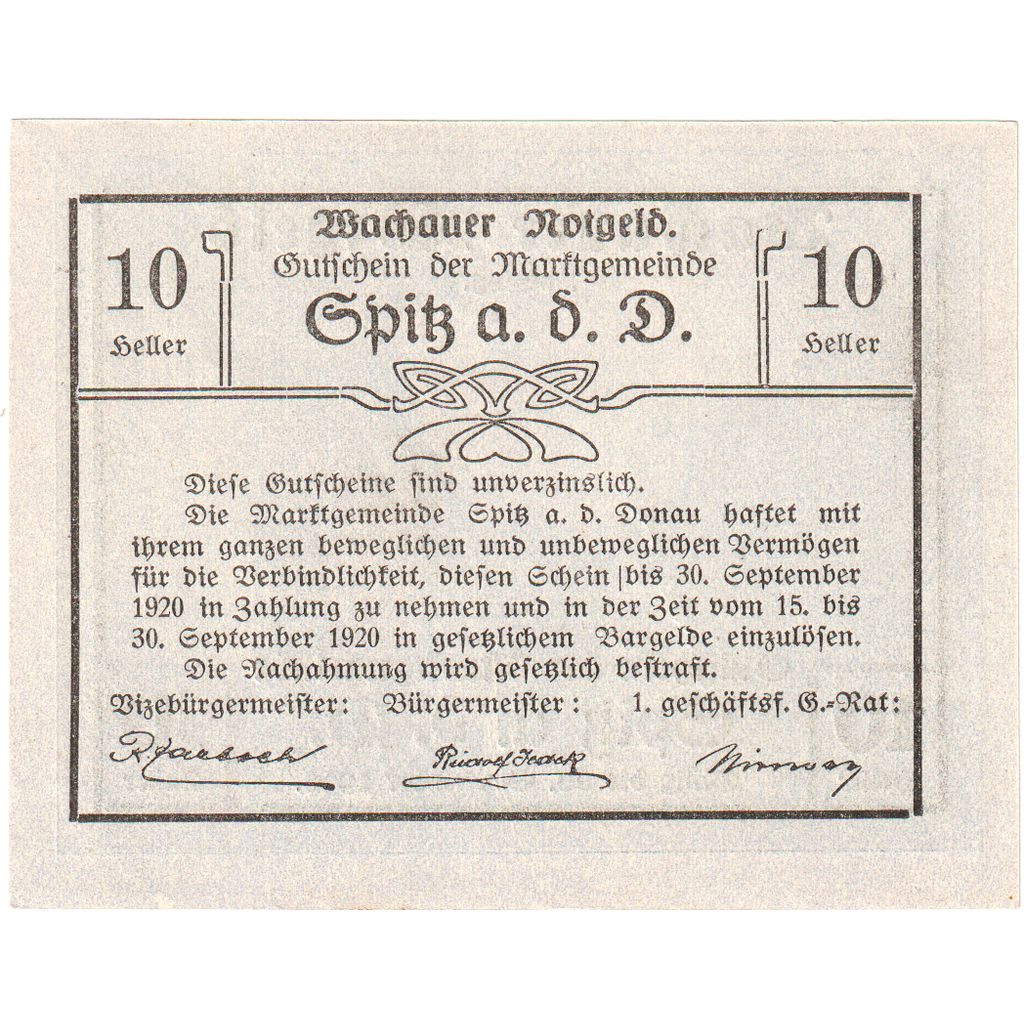 Wachauer Notgeld.
10 Gutschein der Marktgemeinde 10
Heller Spitz a. d. D. Heller
Diese Gutscheine sind unverzinslich.
Die Marktgemeinde Spitz a. d. Donau haftet mit
ihrem ganzen beweglichen und unbeweglichen Vermögen
für die Verbindlichkeit, diesen Schein bis 30. September
1920 in Zahlung zu nehmen und in der Zeit vom 15. bis
30. September 1920 in gesetzlichem Bargelde einzulösen.
Die Nachahmung wird gesetzlich bestraft.
Vizebürgermeister: Bürgermeister: 1. geschäftsf. G.-Rat:
Rudolf